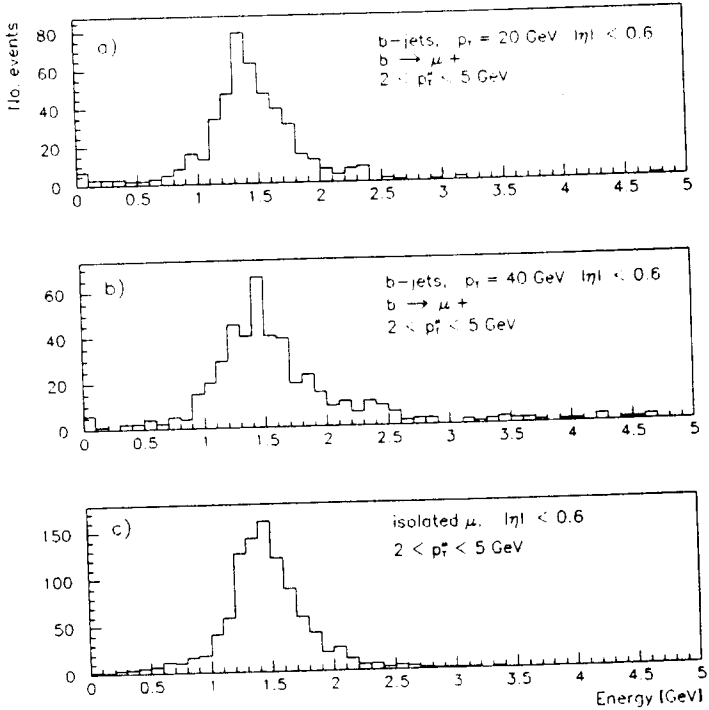 No. events
80
60
40
20
0
a)
b-jets, pT = 20 GeV |η| < 0.6
b → μ +
2 < pTμ < 5 GeV
0 0.5 1 1.5 2 2.5 3 3.5 4 4.5 5
60
40
20
0
b)
b-jets, pT = 40 GeV |η| < 0.6
b → μ +
2 < pTμ < 5 GeV
0 0.5 1 1.5 2 2.5 3 3.5 4 4.5 5
150
100
50
0
c)
isolated μ, |η| < 0.6
2 < pTμ < 5 GeV
0 0.5 1 1.5 2 2.5 3 3.5 4 4.5 5
Energy [GeV]